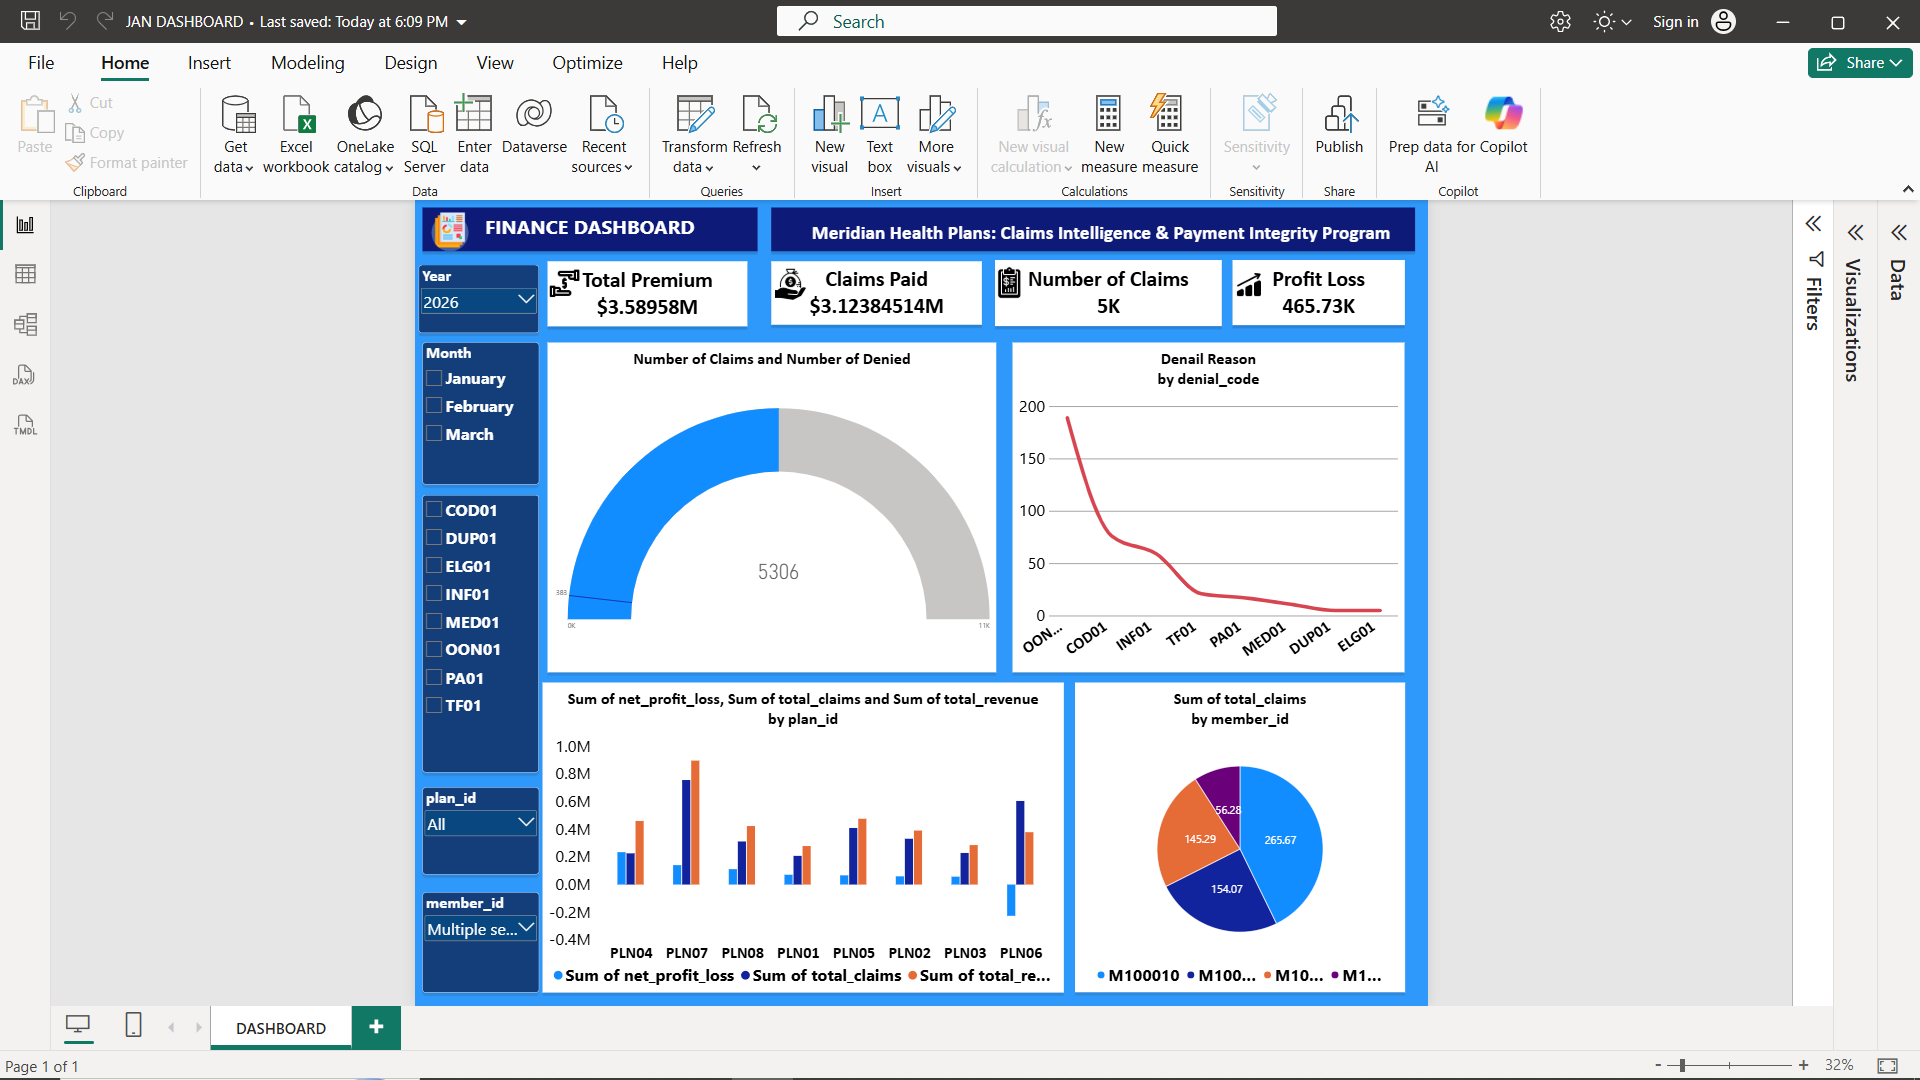 JAN DASHBOARD • Last saved: Today at 6:09 PM
Search
Sign in
File
Home
Insert
Modeling
Design
View
Optimize
Help
Share
Paste
Cut
Copy
Format painter
Clipboard
Get data
Excel workbook
OneLake catalog
SQL Server
Enter data
Dataverse
Recent sources
Data
Transform data
Refresh
Queries
New visual
Text box
More visuals
Insert
New visual calculation
New measure
Quick measure
Calculations
Sensitivity
Sensitivity
Publish
Share
Prep data for AI
Copilot
Copilot
DAX
TMDL
FINANCE DASHBOARD
Meridian Health Plans: Claims Intelligence & Payment Integrity Program
Year
2026
Total Premium
$3.58958M
Claims Paid
$3.12384514M
Number of Claims
5K
Profit Loss
465.73K
Month
January
February
March
COD01
DUP01
ELG01
INF01
MED01
OON01
PA01
TF01
plan_id
All
member_id
Multiple se...
Number of Claims and Number of Denied
5306
383
0K
11K
Denail Reason
by denial_code
200
150
100
50
0
OON...
COD01
INF01
TF01
PA01
MED01
DUP01
ELG01
Sum of net_profit_loss, Sum of total_claims and Sum of total_revenue
by plan_id
1.0M
0.8M
0.6M
0.4M
0.2M
0.0M
-0.2M
-0.4M
PLN04 PLN07 PLN08 PLN01 PLN05 PLN02 PLN03 PLN06
Sum of net_profit_loss Sum of total_claims Sum of total_re...
Sum of total_claims
by member_id
56.28
265.67
145.29
154.07
M100010 M100... M10... M1...
Filters
Visualizations
Data
DASHBOARD
+
Page 1 of 1
- + 32%